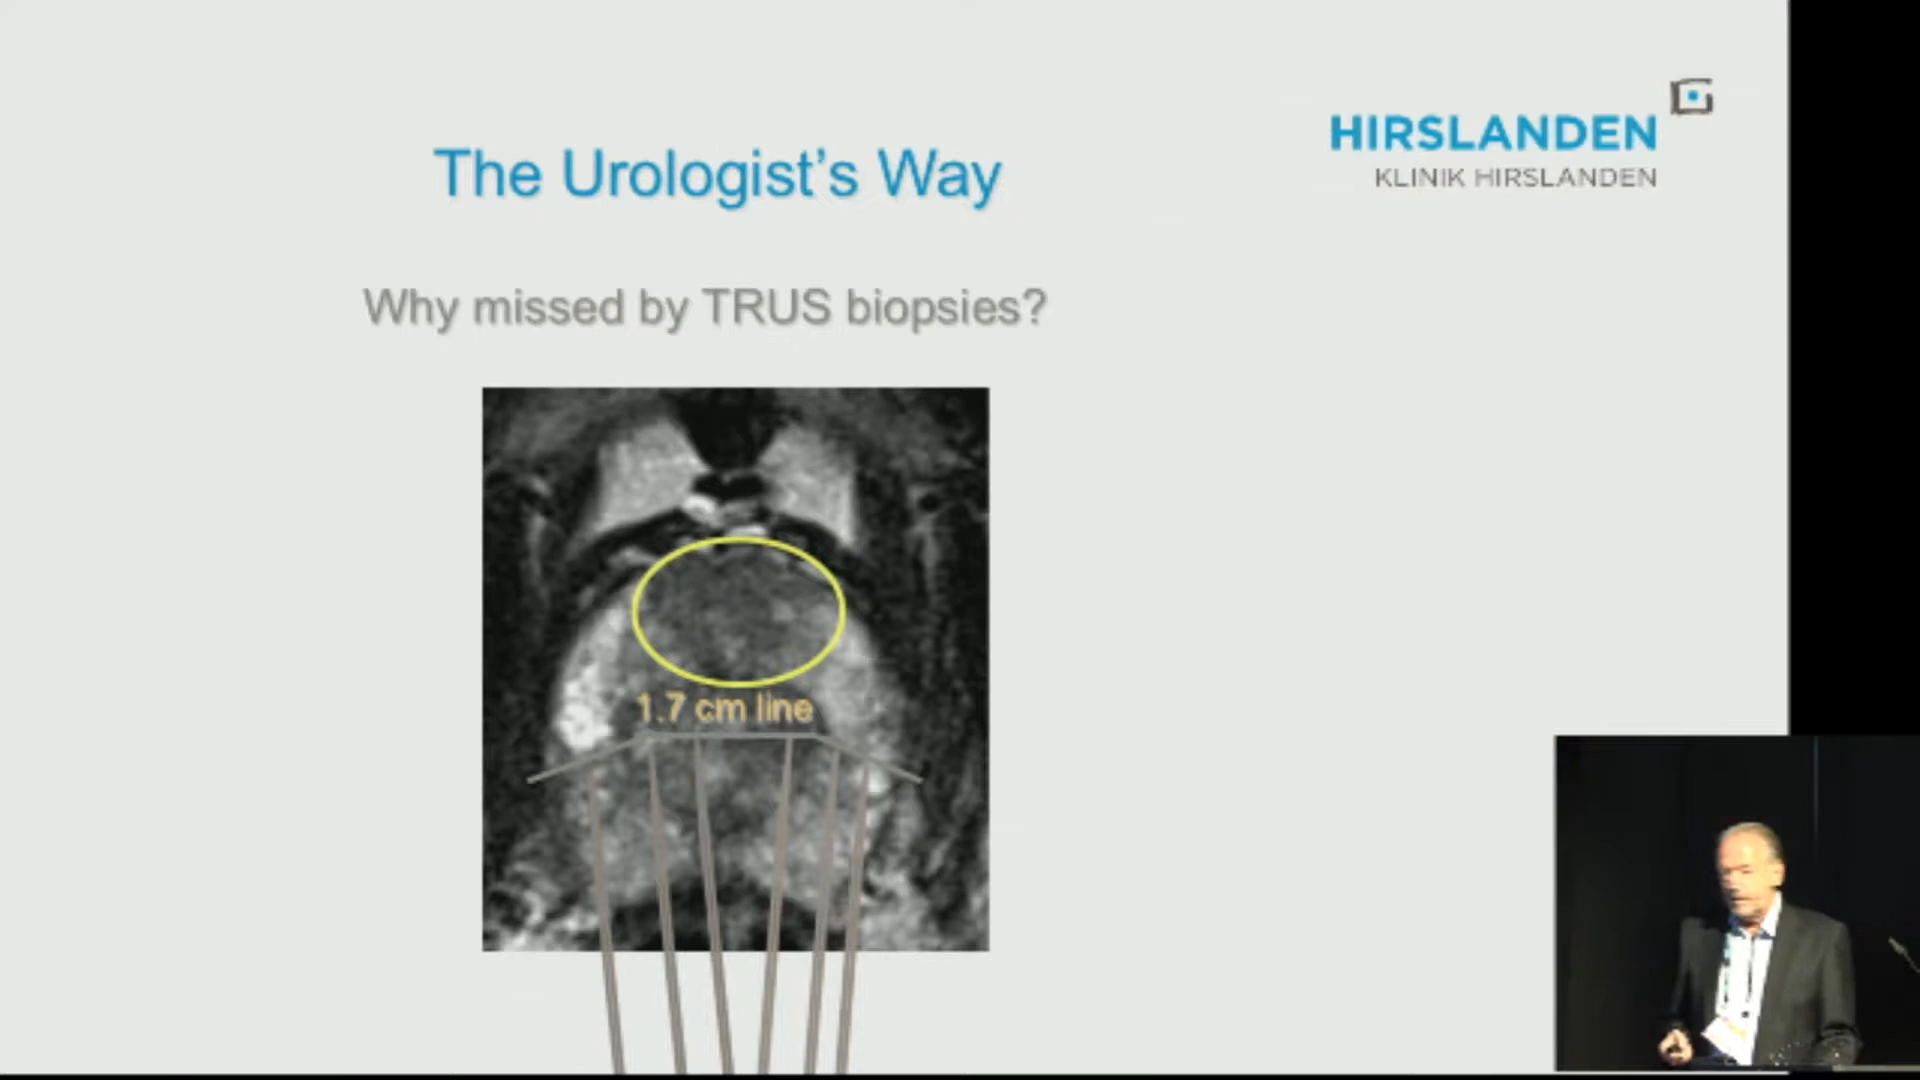 HIRSLANDEN
KLINIK HIRSLANDEN
The Urologist's Way
Why missed by TRUS biopsies?
1.7 cm line